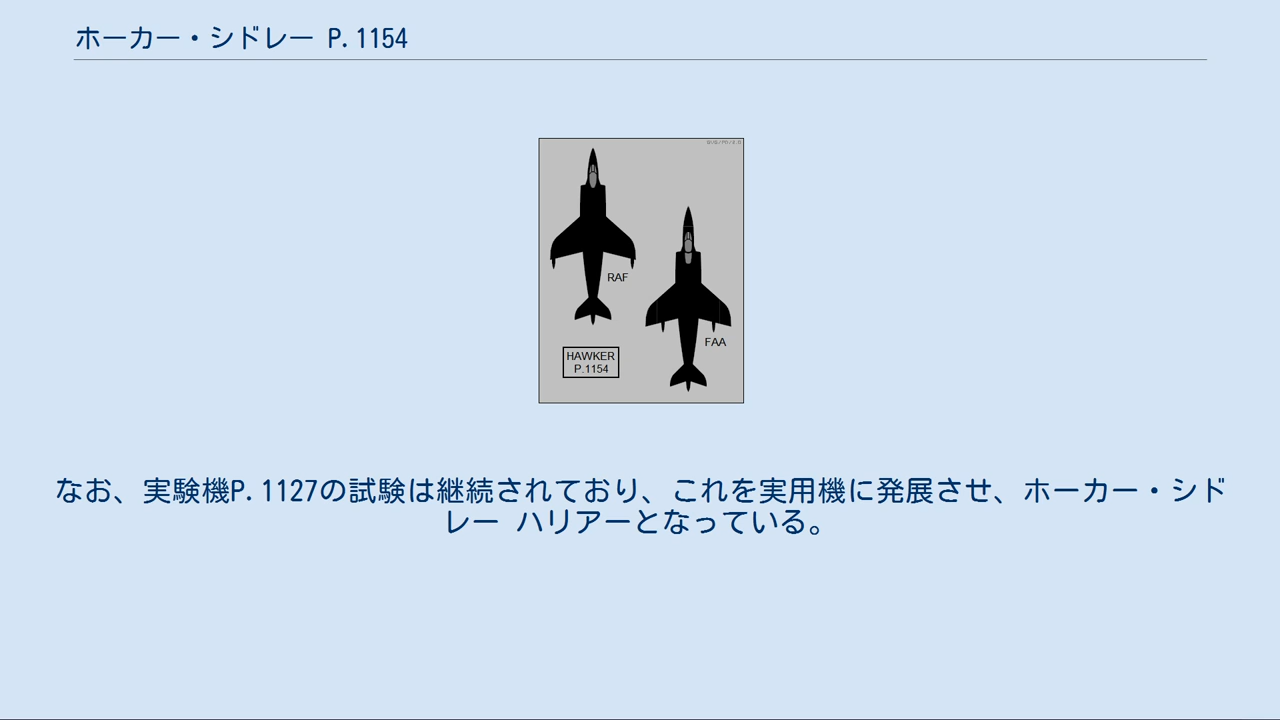 ホーカー・シドレー P.1154
RAF
FAA
HAWKER
P.1154
なお、実験機P.1127の試験は継続されており、これを実用機に発展させ、ホーカー・シド
レー ハリアーとなっている。